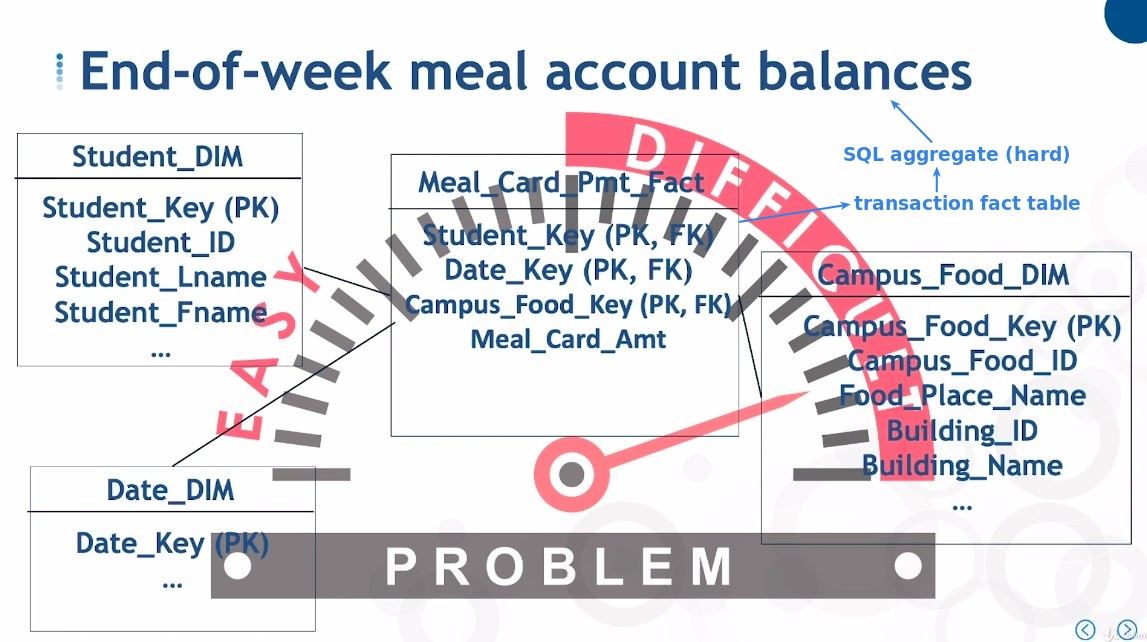 End-of-week meal account balances
SQL aggregate (hard)
transaction fact table
Student_DIM
Student_Key (PK)
Student_ID
Student_Lname
Student_Fname
...
Meal_Card_Pmt_Fact
Student_Key (PK, FK)
Date_Key (PK, FK)
Campus_Food_Key (PK, FK)
Meal_Card_Amt
Campus_Food_DIM
Campus_Food_Key (PK)
Campus_Food_ID
Food_Place_Name
Building_ID
Building_Name
...
Date_DIM
Date_Key (PK)
...
EASY
DIFFICULT
PROBLEM